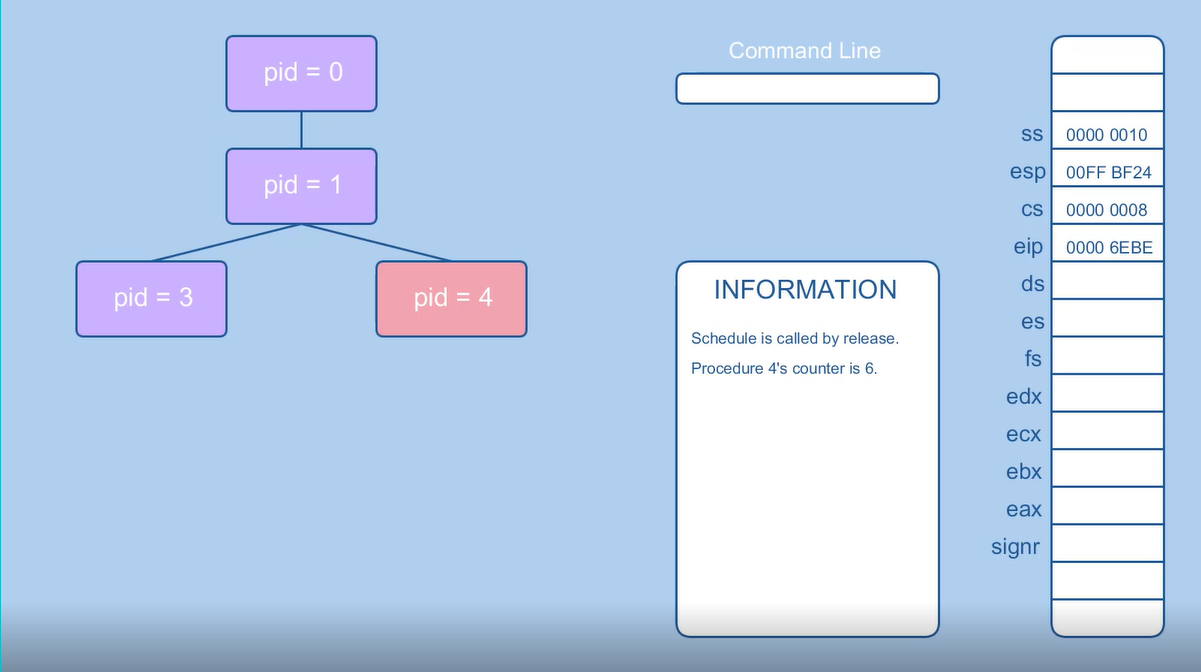 pid = 0
pid = 1
pid = 3
pid = 4
Command Line
INFORMATION
Schedule is called by release.
Procedure 4's counter is 6.
ss 0000 0010
esp 00FF BF24
cs 0000 0008
eip 0000 6EBE
ds
es
fs
edx
ecx
ebx
eax
signr